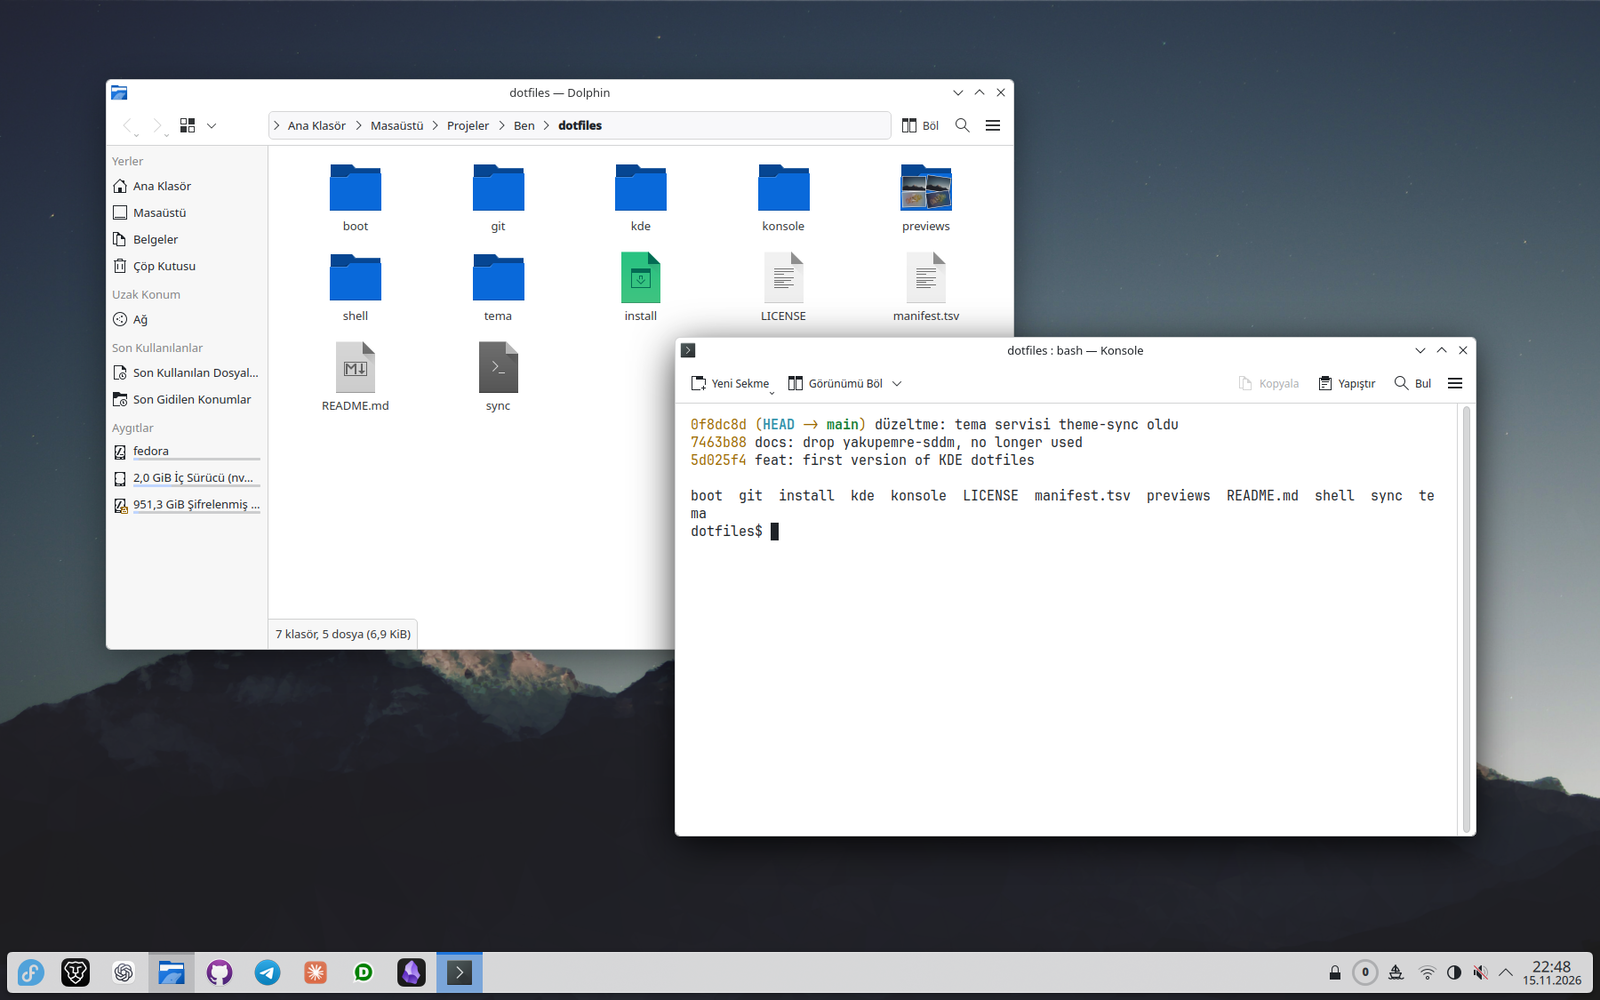 dotfiles — Dolphin
Ana Klasör > Masaüstü > Projeler > Ben > dotfiles
Böl
Yerler
Ana Klasör
Masaüstü
Belgeler
Çöp Kutusu
Uzak Konum
Ağ
Son Kullanılanlar
Son Kullanılan Dosyal...
Son Gidilen Konumlar
Aygıtlar
fedora
2,0 GiB İç Sürücü (nv...
951,3 GiB Şifrelenmiş ...
boot
git
kde
konsole
previews
shell
tema
install
LICENSE
manifest.tsv
README.md
sync
7 klasör, 5 dosya (6,9 KiB)
dotfiles : bash — Konsole
Yeni Sekme
Görünümü Böl
Kopyala
Yapıştır
Bul
0f8dc8d (HEAD -> main) düzeltme: tema servisi theme-sync oldu
7463b88 docs: drop yakupemre-sddm, no longer used
5d025f4 feat: first version of KDE dotfiles
boot git install kde konsole LICENSE manifest.tsv previews README.md shell sync te
ma
dotfiles$
0
22:48
15.11.2026